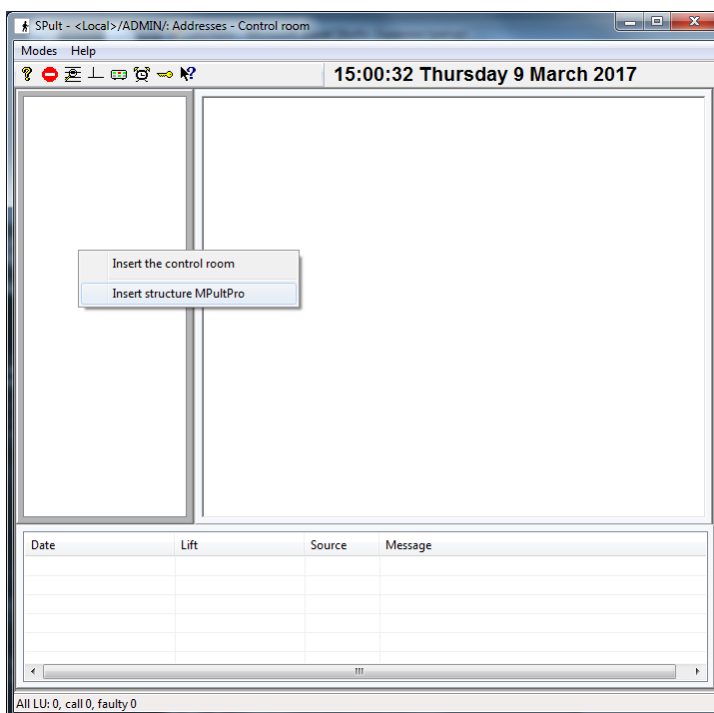 SPult - <Local>/ADMIN/: Addresses - Control room
Modes Help
15:00:32 Thursday 9 March 2017
Insert the control room
Insert structure MPultPro
Date Lift Source Message
All LU: 0, call 0, faulty 0